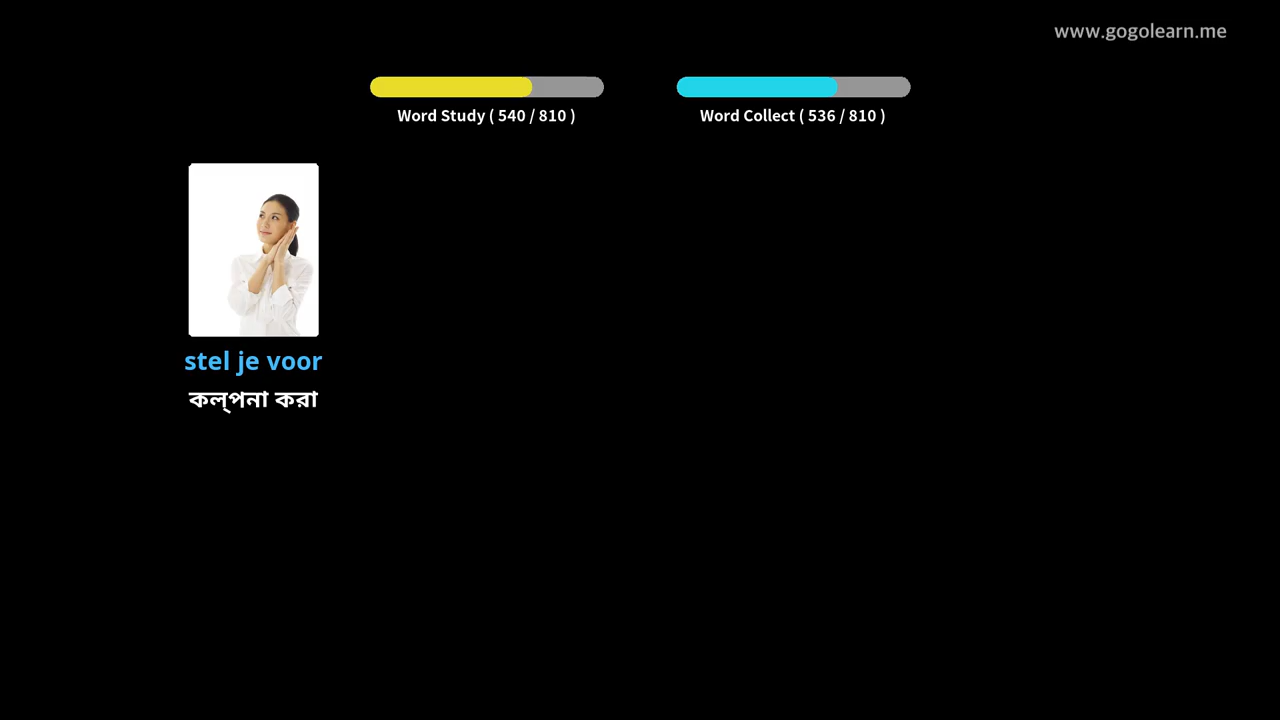 www.gogolearn.me
Word Study ( 540 / 810 )
Word Collect ( 536 / 810 )
stel je voor
কল্পনা করা